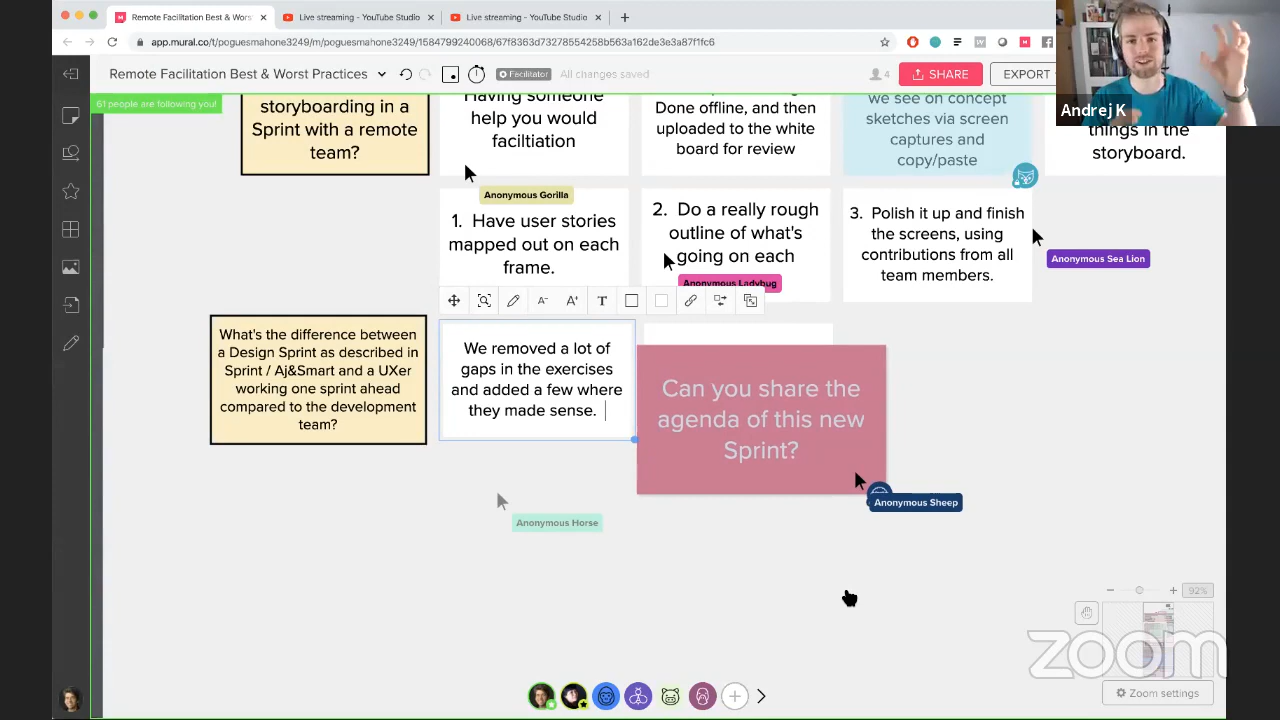 Remote Facilitation Best & Wors
Live streaming - YouTube Studio
Live streaming - YouTube Studio
app.mural.co/t/poguesmahone3249/m/poguesmahone3249/1584799240068/67f8363d73278554258b563a162de3e3a87f1fc6
Andrej K
Remote Facilitation Best & Worst Practices
Facilitator
All changes saved
4
SHARE
EXPORT
61 people are following you!
storyboarding in a
Sprint with a remote
team?
Having someone
help you would
faciltiation
Done offline, and then
uploaded to the white
board for review
we see on concept
sketches via screen
captures and
copy/paste
things in the
storyboard.
Anonymous Gorilla
1. Have user stories
mapped out on each
frame.
2. Do a really rough
outline of what's
going on each
Anonymous Ladybug
3. Polish it up and finish
the screens, using
contributions from all
team members.
Anonymous Sea Lion
What's the difference between
a Design Sprint as described in
Sprint / Aj&Smart and a UXer
working one sprint ahead
compared to the development
team?
We removed a lot of
gaps in the exercises
and added a few where
they made sense.
Can you share the
agenda of this new
Sprint?
Anonymous Sheep
Anonymous Horse
92%
zoom
Zoom settings